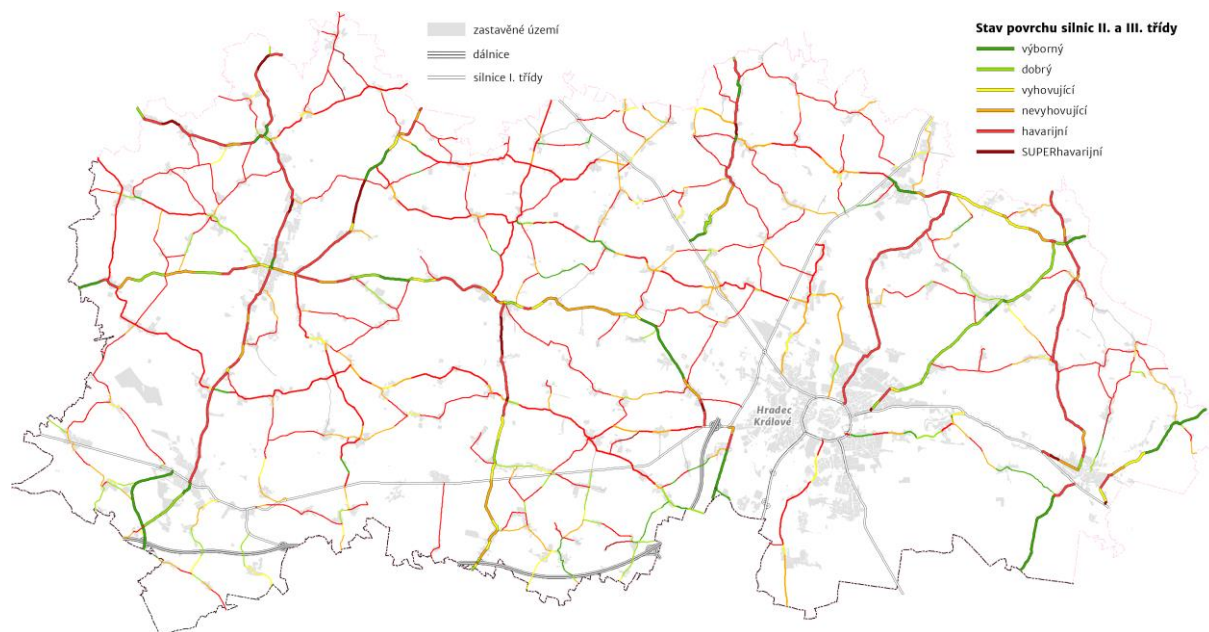 zastavěné území
dálnice
silnice I. třídy
Stav povrchu silnic II. a III. třídy
výborný
dobrý
vyhovující
nevyhovující
havarijní
SUPERhavarijní
Hradec
Králové